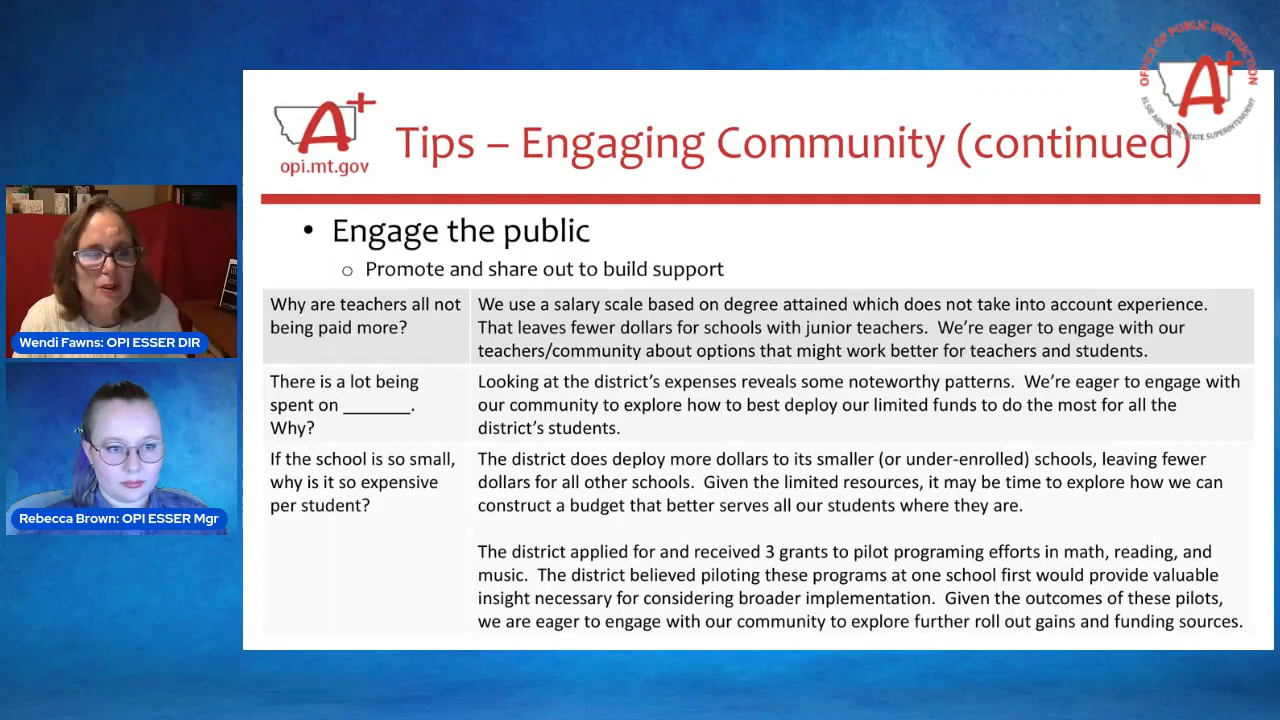 OFFICE OF PUBLIC INSTRUCTION
A+
ELSIE ARNTZEN, STATE SUPERINTENDENT
A+
opi.mt.gov
Tips – Engaging Community (continued)
• Engage the public
o Promote and share out to build support
Why are teachers all not
being paid more?
We use a salary scale based on degree attained which does not take into account experience.
That leaves fewer dollars for schools with junior teachers. We're eager to engage with our
teachers/community about options that might work better for teachers and students.
There is a lot being
spent on _______.
Why?
Looking at the district's expenses reveals some noteworthy patterns. We're eager to engage with
our community to explore how to best deploy our limited funds to do the most for all the
district's students.
If the school is so small,
why is it so expensive
per student?
The district does deploy more dollars to its smaller (or under-enrolled) schools, leaving fewer
dollars for all other schools. Given the limited resources, it may be time to explore how we can
construct a budget that better serves all our students where they are.
The district applied for and received 3 grants to pilot programing efforts in math, reading, and
music. The district believed piloting these programs at one school first would provide valuable
insight necessary for considering broader implementation. Given the outcomes of these pilots,
we are eager to engage with our community to explore further roll out gains and funding sources.
Wendi Fawns: OPI ESSER DIR
Rebecca Brown: OPI ESSER Mgr